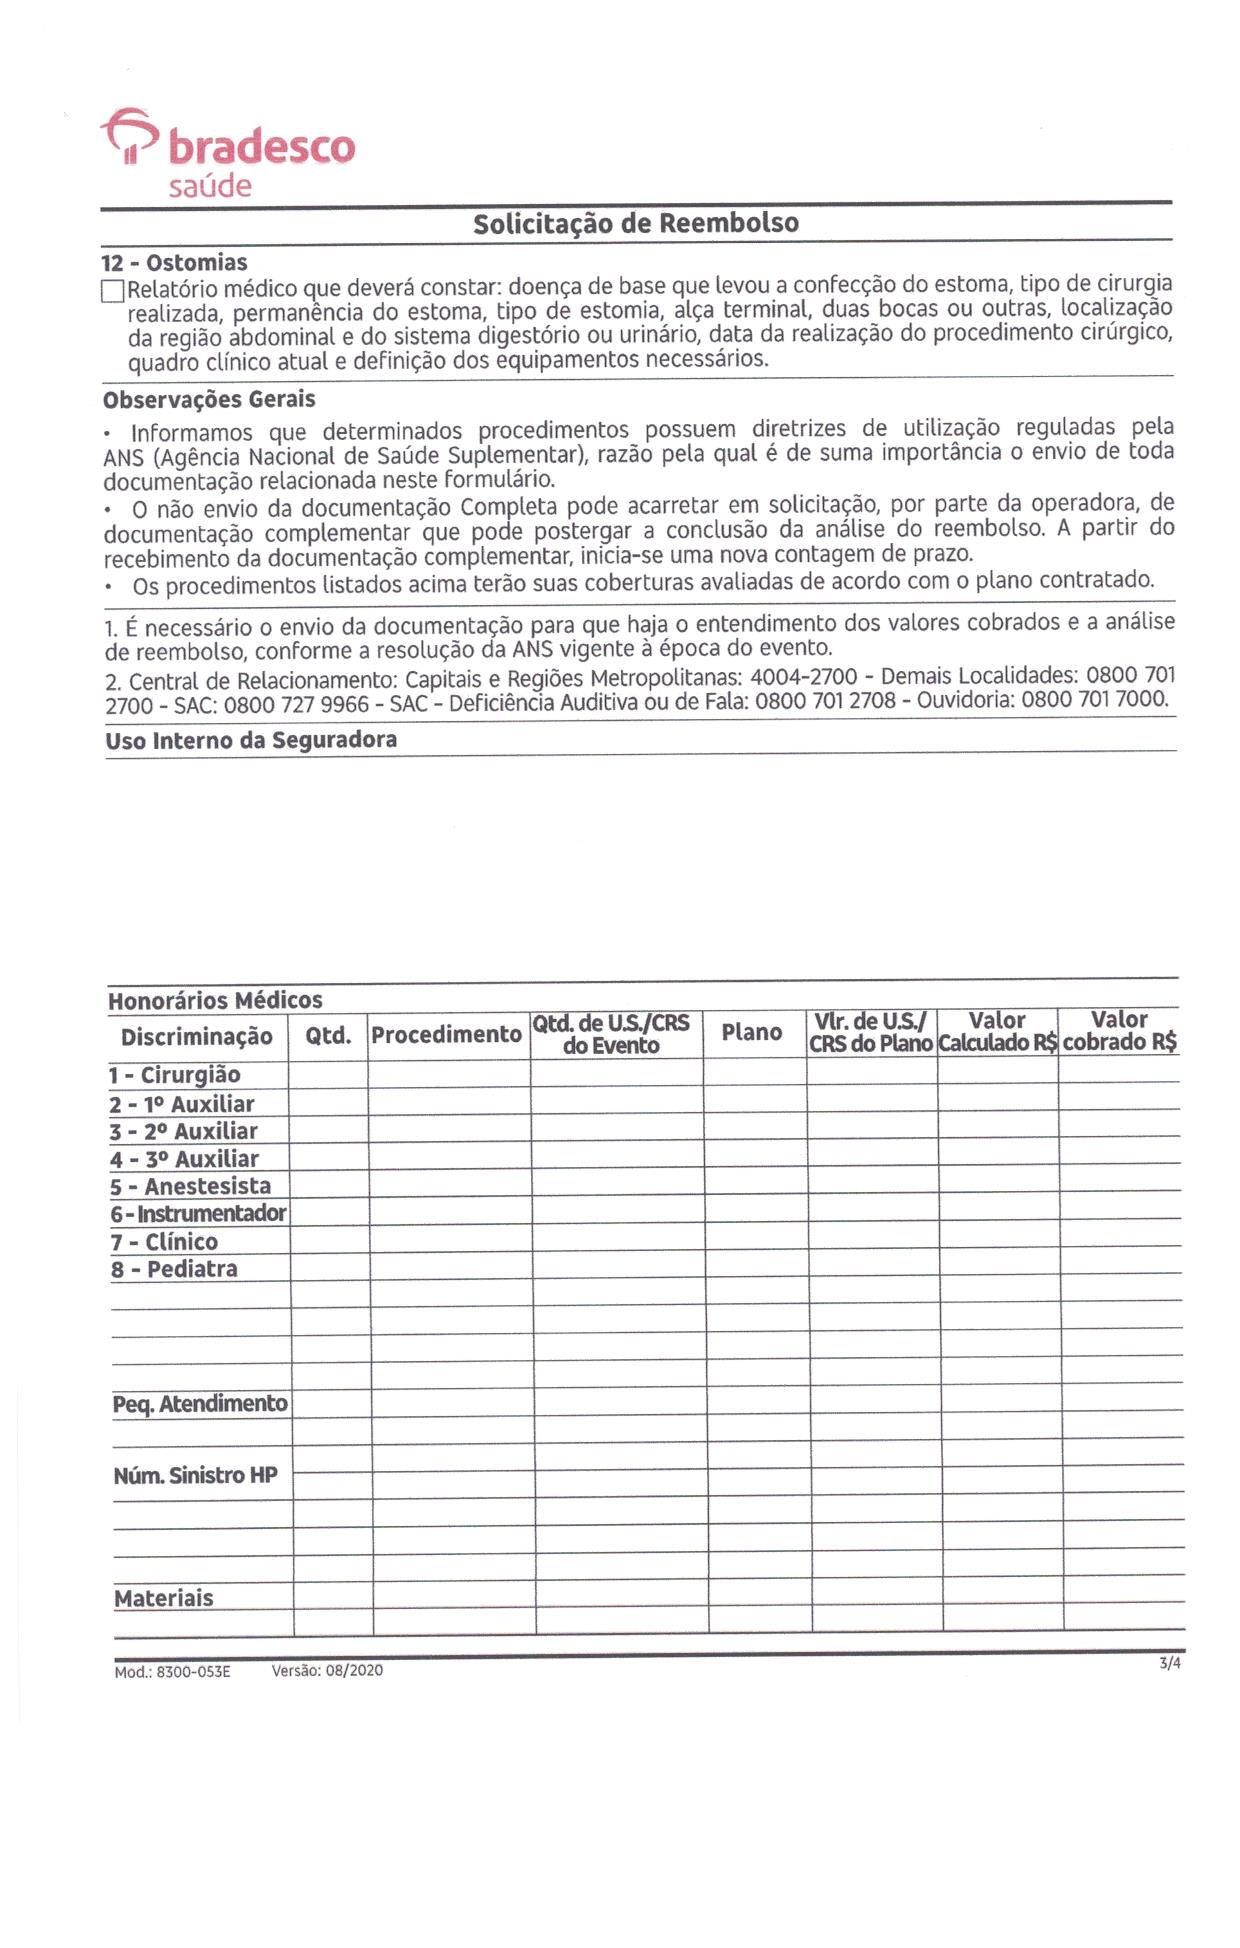 bradesco
saúde
Solicitação de Reembolso
12 - Ostomias
Relatório médico que deverá constar: doença de base que levou a confecção do estoma, tipo de cirurgia
realizada, permanência do estoma, tipo de estomia, alça terminal, duas bocas ou outras, localização
da região abdominal e do sistema digestório ou urinário, data da realização do procedimento cirúrgico,
quadro clínico atual e definição dos equipamentos necessários.
Observações Gerais
• Informamos que determinados procedimentos possuem diretrizes de utilização reguladas pela
ANS (Agência Nacional de Saúde Suplementar), razão pela qual é de suma importância o envio de toda
documentação relacionada neste formulário.
• O não envio da documentação Completa pode acarretar em solicitação, por parte da operadora, de
documentação complementar que pode postergar a conclusão da análise do reembolso. A partir do
recebimento da documentação complementar, inicia-se uma nova contagem de prazo.
• Os procedimentos listados acima terão suas coberturas avaliadas de acordo com o plano contratado.
1. É necessário o envio da documentação para que haja o entendimento dos valores cobrados e a análise
de reembolso, conforme a resolução da ANS vigente à época do evento.
2. Central de Relacionamento: Capitais e Regiões Metropolitanas: 4004-2700 - Demais Localidades: 0800 701
2700 - SAC: 0800 727 9966 - SAC - Deficiência Auditiva ou de Fala: 0800 701 2708 - Ouvidoria: 0800 701 7000.
Uso Interno da Seguradora
Honorários Médicos
Discriminação Qtd. Procedimento Qtd. de U.S./CRS do Evento Plano Vlr. de U.S./ CRS do Plano Valor Calculado R$ Valor cobrado R$
1 - Cirurgião
2 - 1º Auxiliar
3 - 2º Auxiliar
4 - 3º Auxiliar
5 - Anestesista
6 - Instrumentador
7 - Clínico
8 - Pediatra
Peq. Atendimento
Núm. Sinistro HP
Materiais
Mod.: 8300-053E Versão: 08/2020
3/4